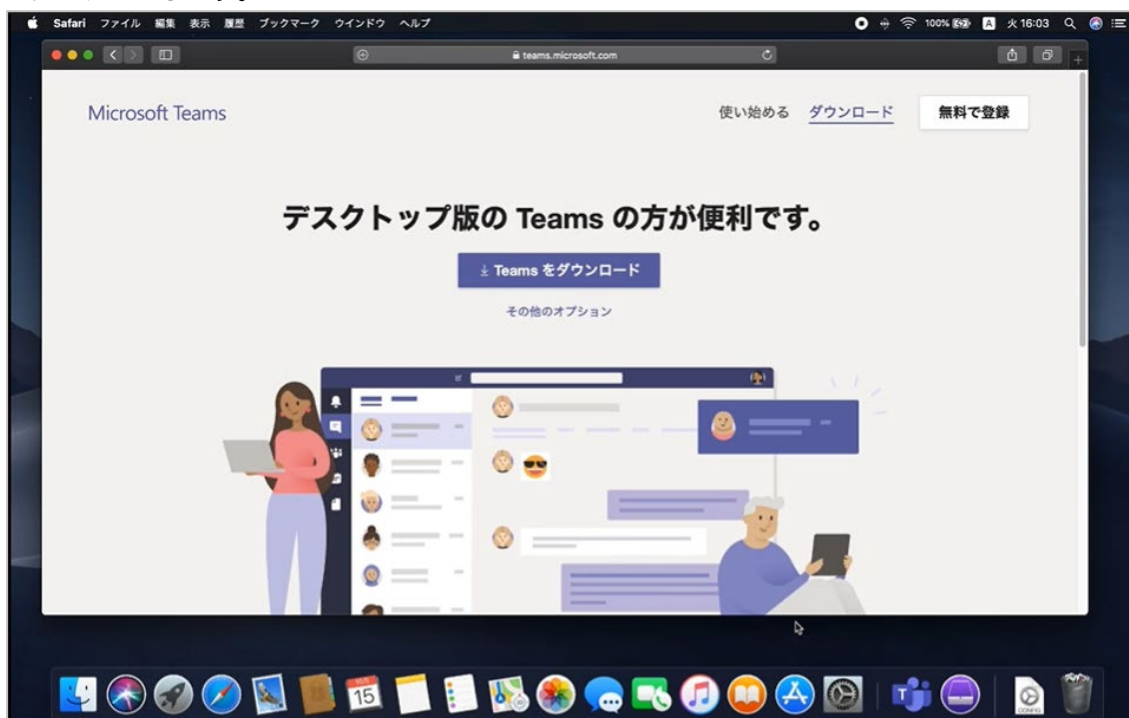 Safari ファイル 編集 表示 履歴 ブックマーク ウインドウ ヘルプ 100% A 火 16:03
teams.microsoft.com
Microsoft Teams 使い始める ダウンロード 無料で登録
デスクトップ版の Teams の方が便利です。
Teams をダウンロード
その他のオプション
15
CONFIG